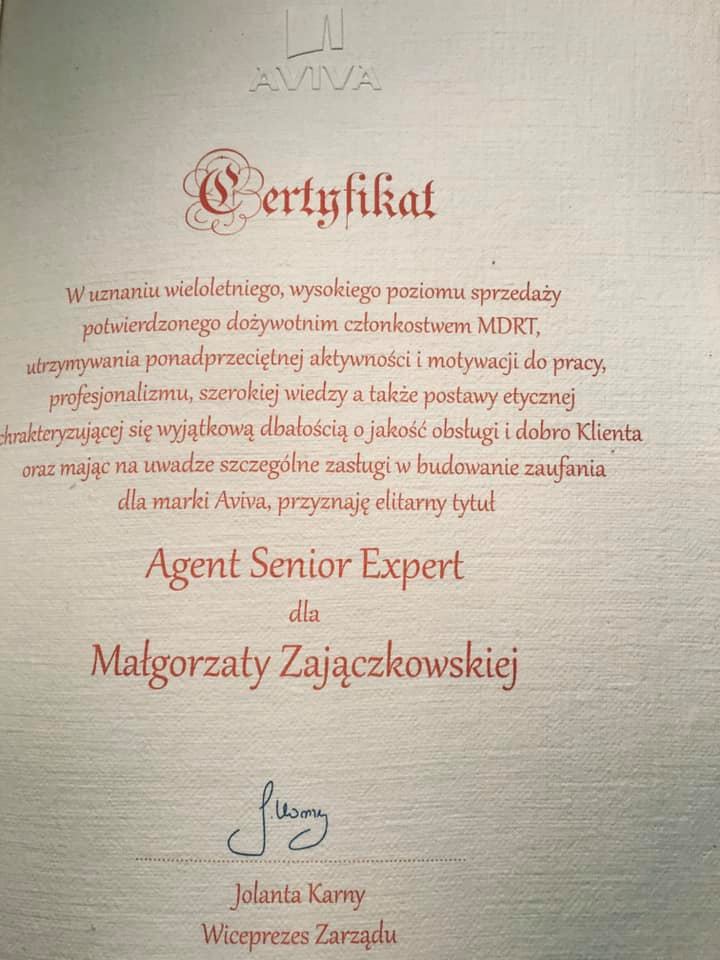 AVIVA
Certyfikat
W uznaniu wieloletniego, wysokiego poziomu sprzedaży
potwierdzonego dożywotnim członkostwem MDRT,
utrzymywania ponadprzeciętnej aktywności i motywacji do pracy,
profesjonalizmu, szerokiej wiedzy a także postawy etycznej
chrakteryzującej się wyjątkową dbałością o jakość obsługi i dobro Klienta
oraz mając na uwadze szczególne zasługi w budowanie zaufania
dla marki Aviva, przyznaję elitarny tytuł
Agent Senior Expert
dla
Małgorzaty Zajączkowskiej
J. Karny
Jolanta Karny
Wiceprezes Zarządu